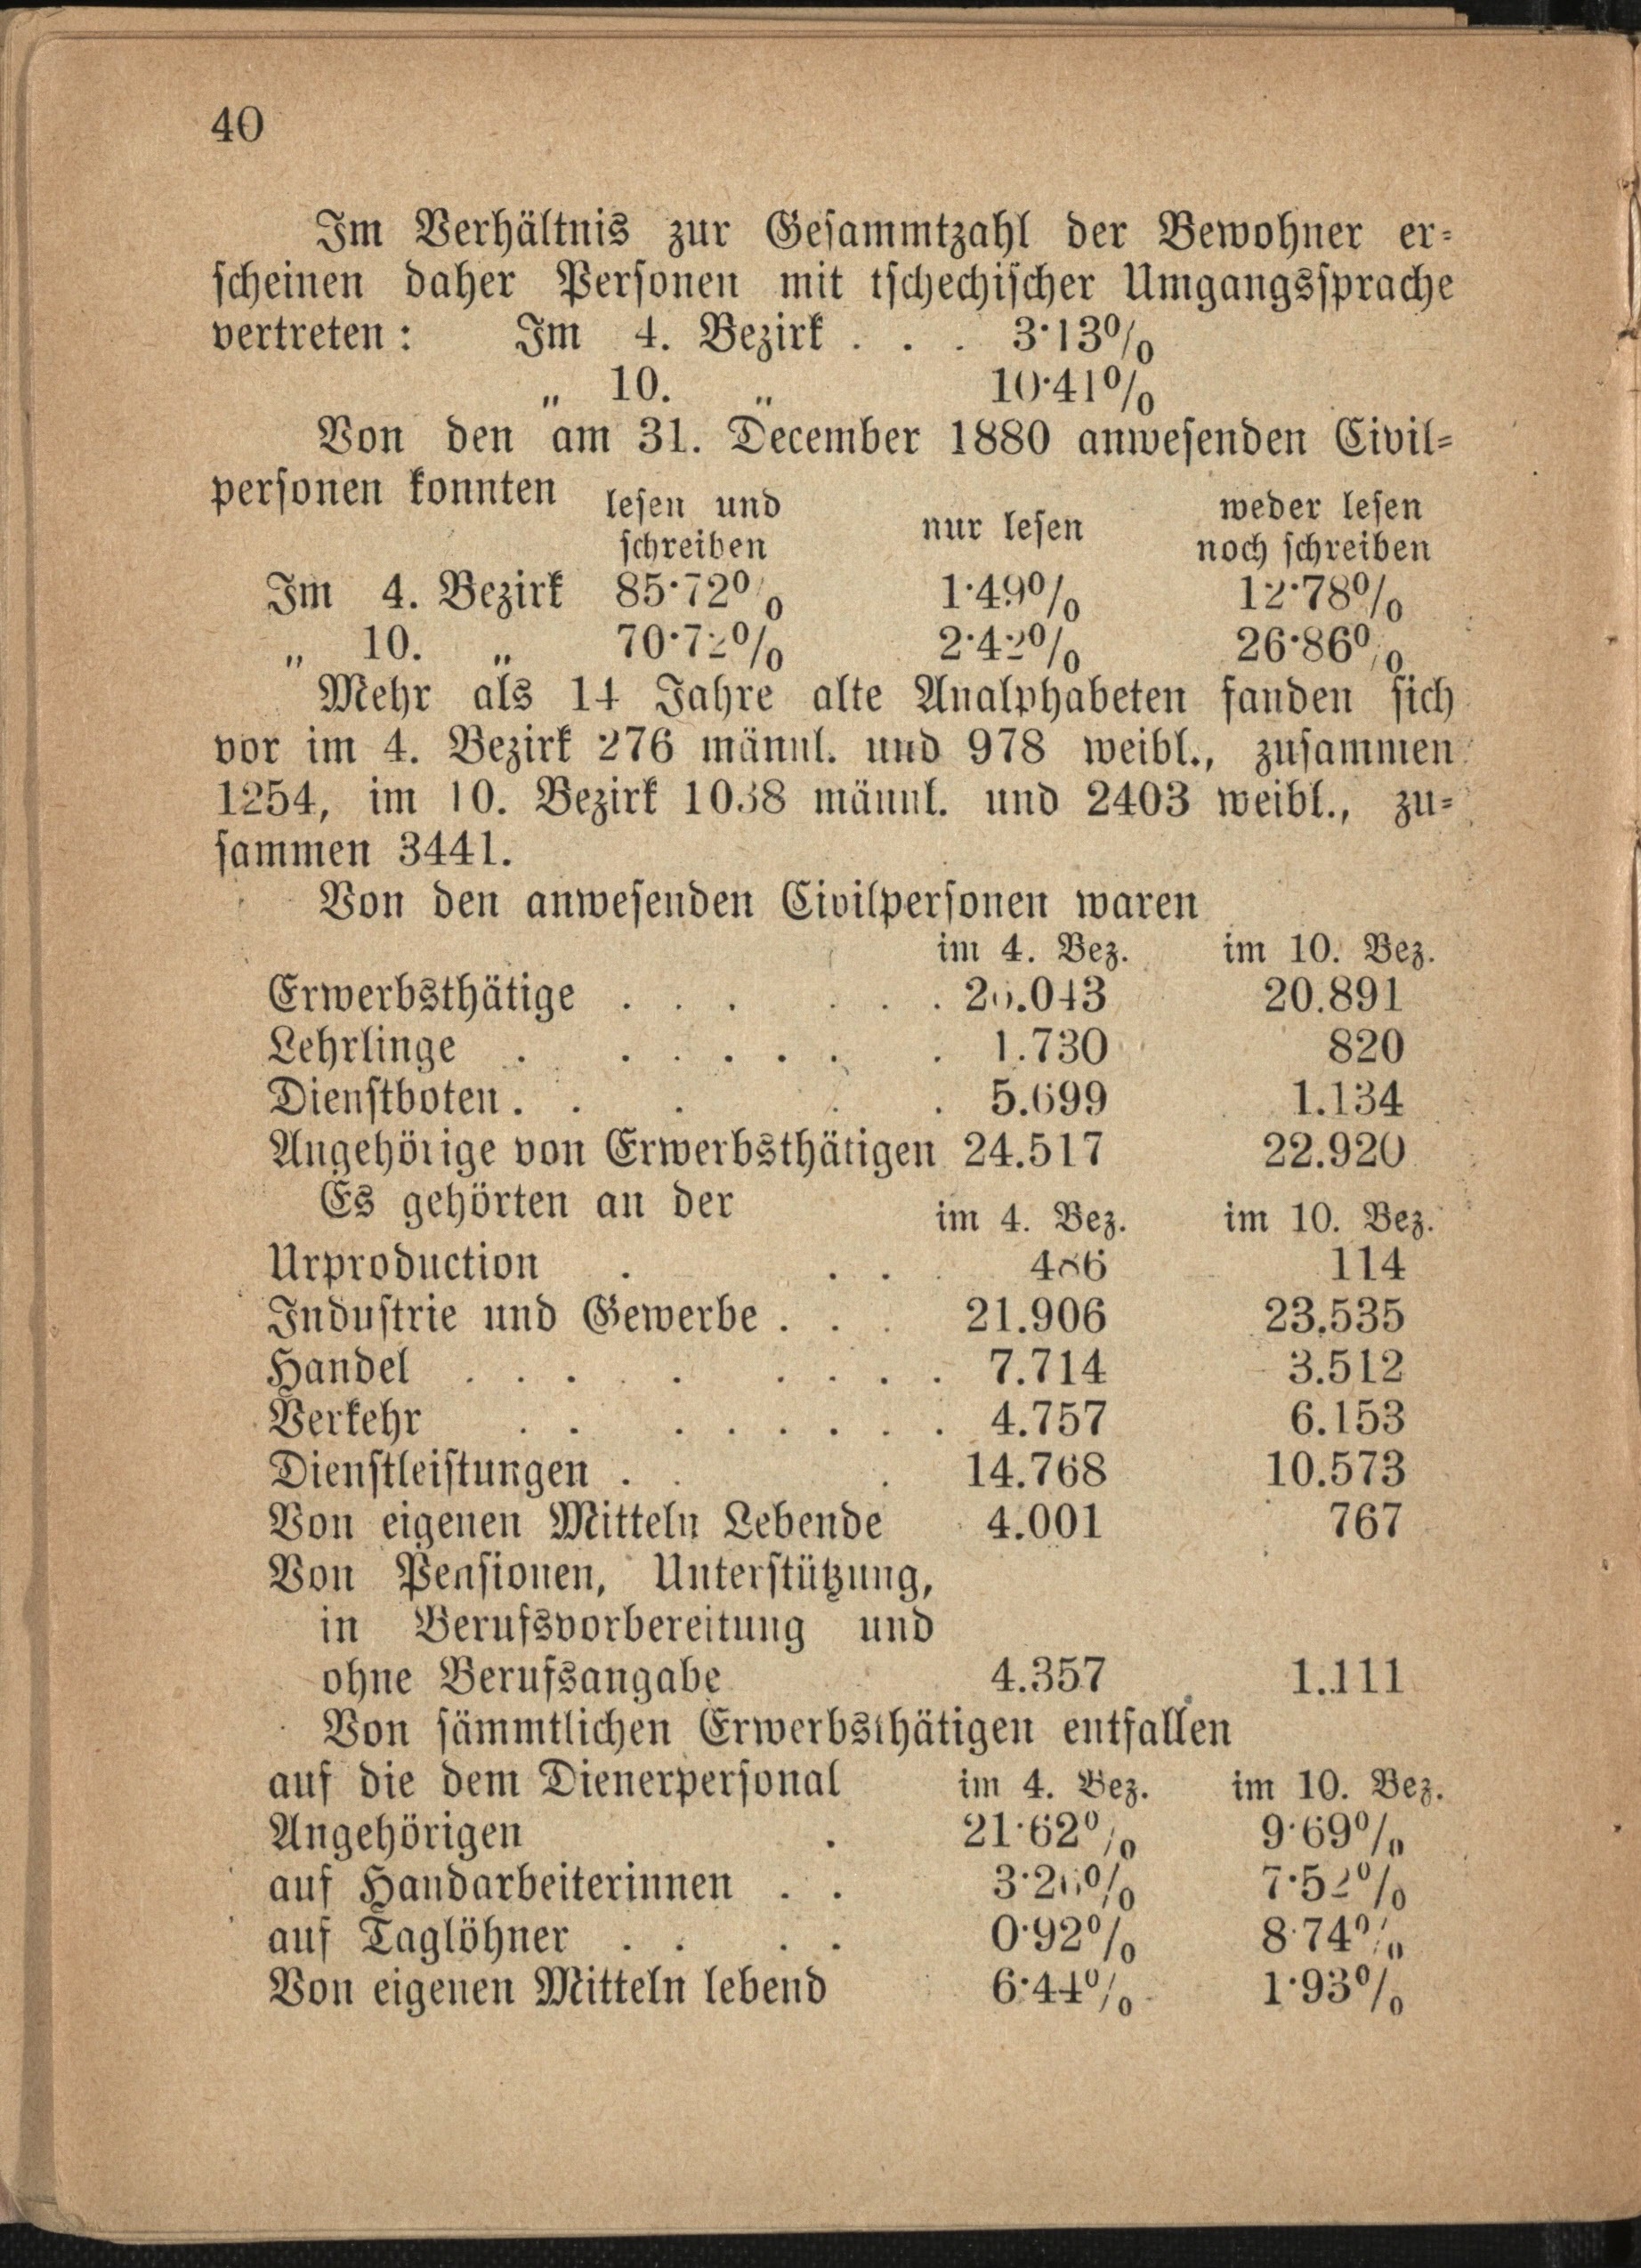 40
Im Verhältnis zur Gesammtzahl der Bewohner er-
scheinen daher Personen mit tschechischer Umgangssprache
vertreten: Im 4. Bezirk . . . 3·13%
„ 10. „ 10·41%
Von den am 31. December 1880 anwesenden Civil-
personen konnten lesen und schreiben nur lesen weder lesen noch schreiben
Im 4. Bezirk 85·72% 1·49% 12·78%
„ 10. „ 70·72% 2·42% 26·86%
Mehr als 14 Jahre alte Analphabeten fanden sich
vor im 4. Bezirk 276 männl. und 978 weibl., zusammen
1254, im 10. Bezirk 1038 männl. und 2403 weibl., zu-
sammen 3441.
Von den anwesenden Civilpersonen waren
im 4. Bez. im 10. Bez.
Erwerbsthätige . . . . . . 26.043 20.891
Lehrlinge . . . . . . . 1.730 820
Dienstboten . . . . . 5.699 1.134
Angehörige von Erwerbsthätigen 24.517 22.920
Es gehörten an der im 4. Bez. im 10. Bez.
Urproduction . . . . 486 114
Industrie und Gewerbe . . . 21.906 23.535
Handel . . . . . . . . . 7.714 3.512
Verkehr . . . . . . . . 4.757 6.153
Dienstleistungen . . . 14.768 10.573
Von eigenen Mitteln Lebende 4.001 767
Von Pensionen, Unterstützung,
in Berufsvorbereitung und
ohne Berufsangabe 4.357 1.111
Von sämmtlichen Erwerbsthätigen entfallen
auf die dem Dienerpersonal im 4. Bez. im 10. Bez.
Angehörigen . 21·62% 9·69%
auf Handarbeiterinnen . . 3·26% 7·52%
auf Taglöhner . . . . 0·92% 8·74%
Von eigenen Mitteln lebend 6·44% 1·93%